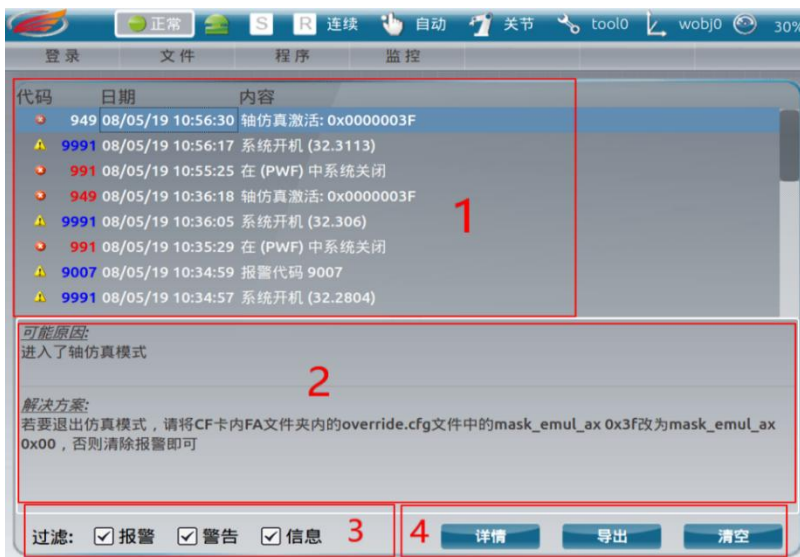 正常 S R 连续 自动 关节 tool0 wobj0 30%
登录 文件 程序 监控
代码 日期 内容
949 08/05/19 10:56:30 轴仿真激活: 0x0000003F
9991 08/05/19 10:56:17 系统开机 (32.3113)
991 08/05/19 10:55:25 在 (PWF) 中系统关闭
949 08/05/19 10:36:18 轴仿真激活: 0x0000003F
9991 08/05/19 10:36:05 系统开机 (32.306)
991 08/05/19 10:35:29 在 (PWF) 中系统关闭
9007 08/05/19 10:34:59 报警代码 9007
9991 08/05/19 10:34:57 系统开机 (32.2804)
1
可能原因:
进入了轴仿真模式
2
解决方案:
若要退出仿真模式，请将CF卡内FA文件夹内的override.cfg文件中的mask_emul_ax 0x3f改为mask_emul_ax
0x00，否则清除报警即可
过滤: 报警 警告 信息 3 4 详情 导出 清空